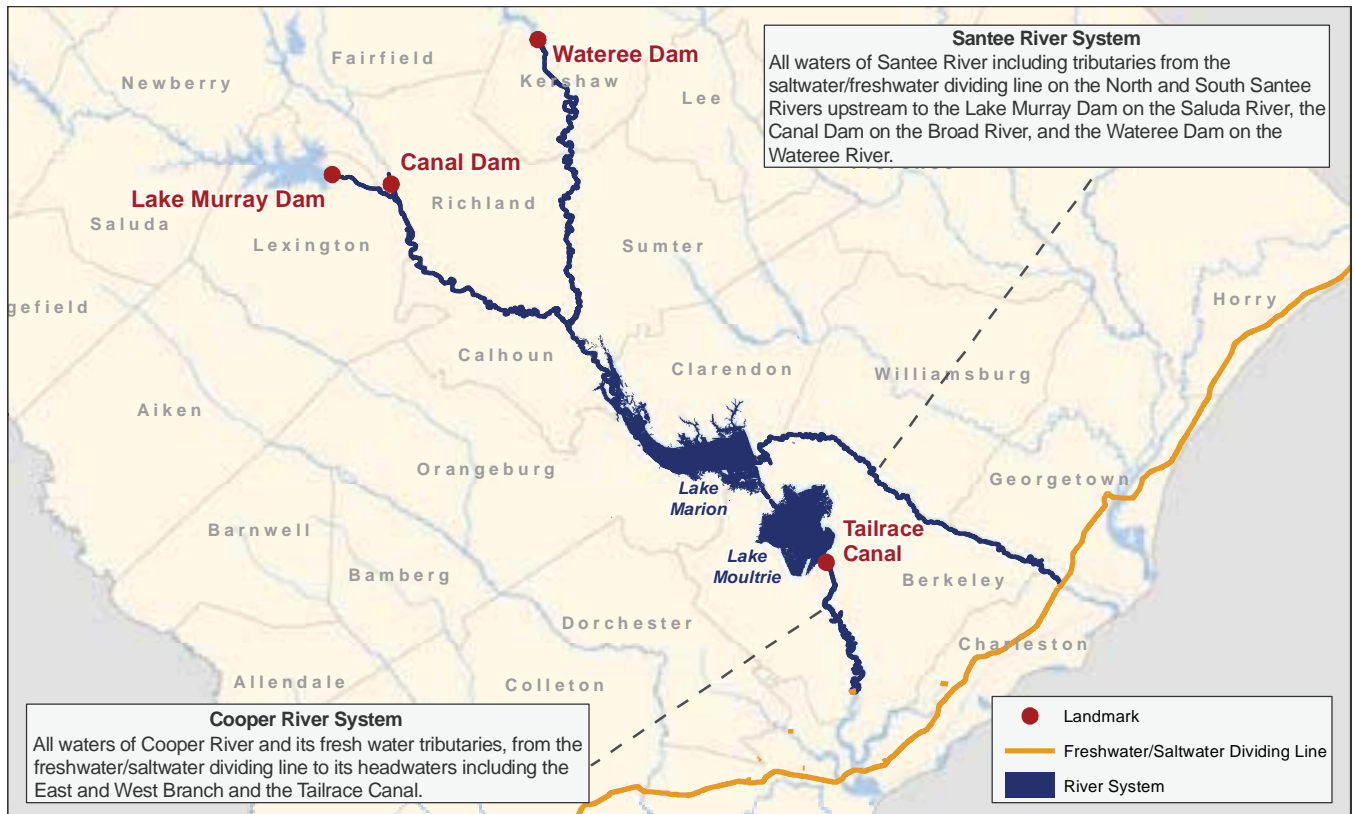 Fairfield
Newberry
Wateree Dam
Kershaw
Lee
Santee River System
All waters of Santee River including tributaries from the
saltwater/freshwater dividing line on the North and South Santee
Rivers upstream to the Lake Murray Dam on the Saluda River, the
Canal Dam on the Broad River, and the Wateree Dam on the
Wateree River.
Canal Dam
Lake Murray Dam
Richland
Saluda
Lexington
Sumter
gefield
Horry
Calhoun
Clarendon
Williamsburg
Aiken
Orangeburg
Georgetown
Lake
Marion
Barnwell
Tailrace
Canal
Lake
Moultrie
Bamberg
Berkeley
Dorchester
Charleston
Allendale
Colleton
Cooper River System
All waters of Cooper River and its fresh water tributaries, from the
freshwater/saltwater dividing line to its headwaters including the
East and West Branch and the Tailrace Canal.
Landmark
Freshwater/Saltwater Dividing Line
River System